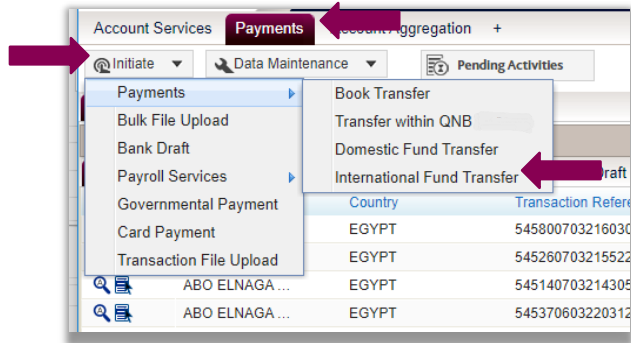 Account Services Payments Account Aggregation +
Initiate Data Maintenance Pending Activities
Payments Book Transfer
Bulk File Upload Transfer within QNB
Bank Draft Domestic Fund Transfer
Payroll Services International Fund Transfer Draft
Governmental Payment Country Transaction Refere
Card Payment EGYPT 545800703216030
Transaction File Upload EGYPT 545260703215522
ABO ELNAGA ... EGYPT 545140703214305
ABO ELNAGA ... EGYPT 545370603220312